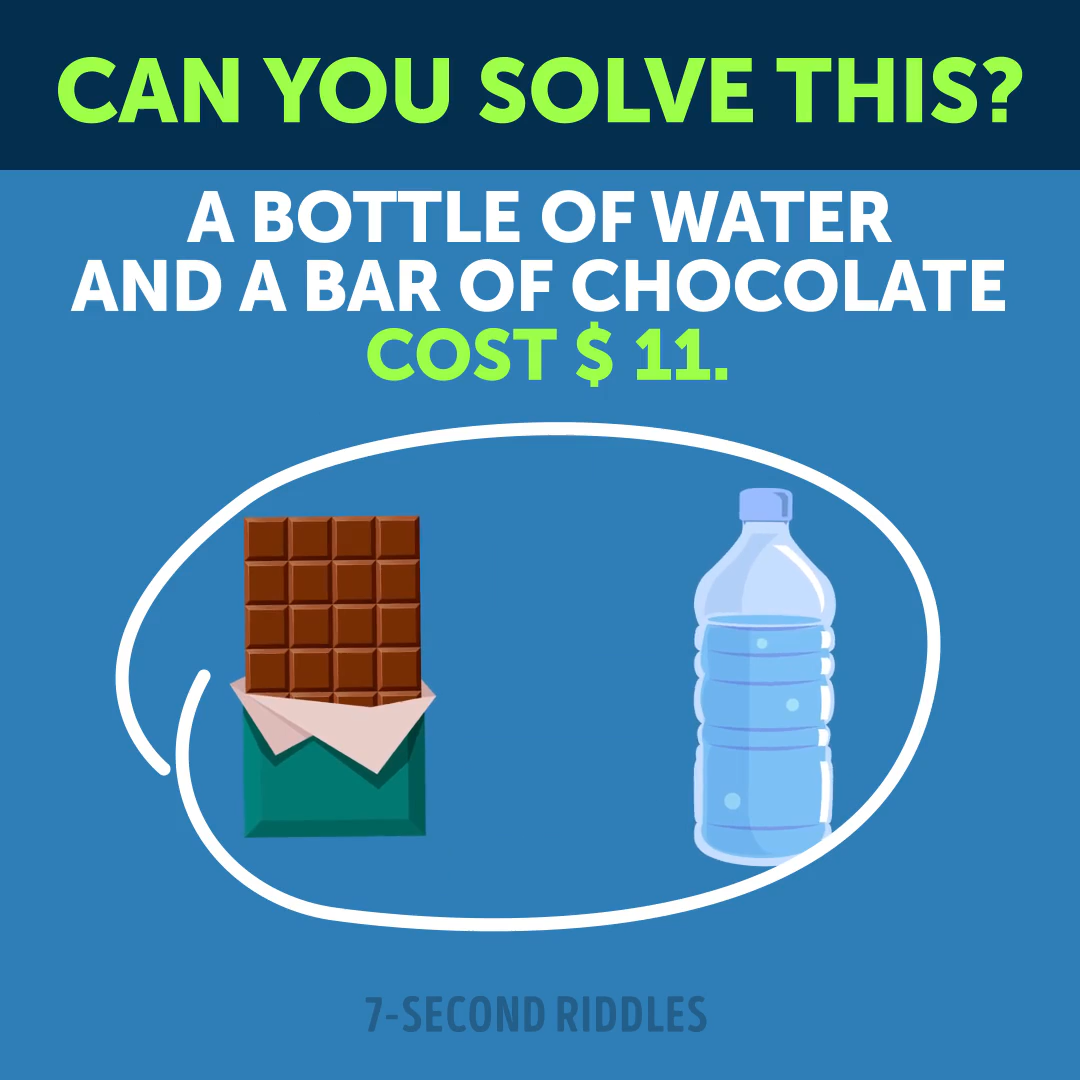 CAN YOU SOLVE THIS?
A BOTTLE OF WATER
AND A BAR OF CHOCOLATE
COST $ 11.
7-SECOND RIDDLES